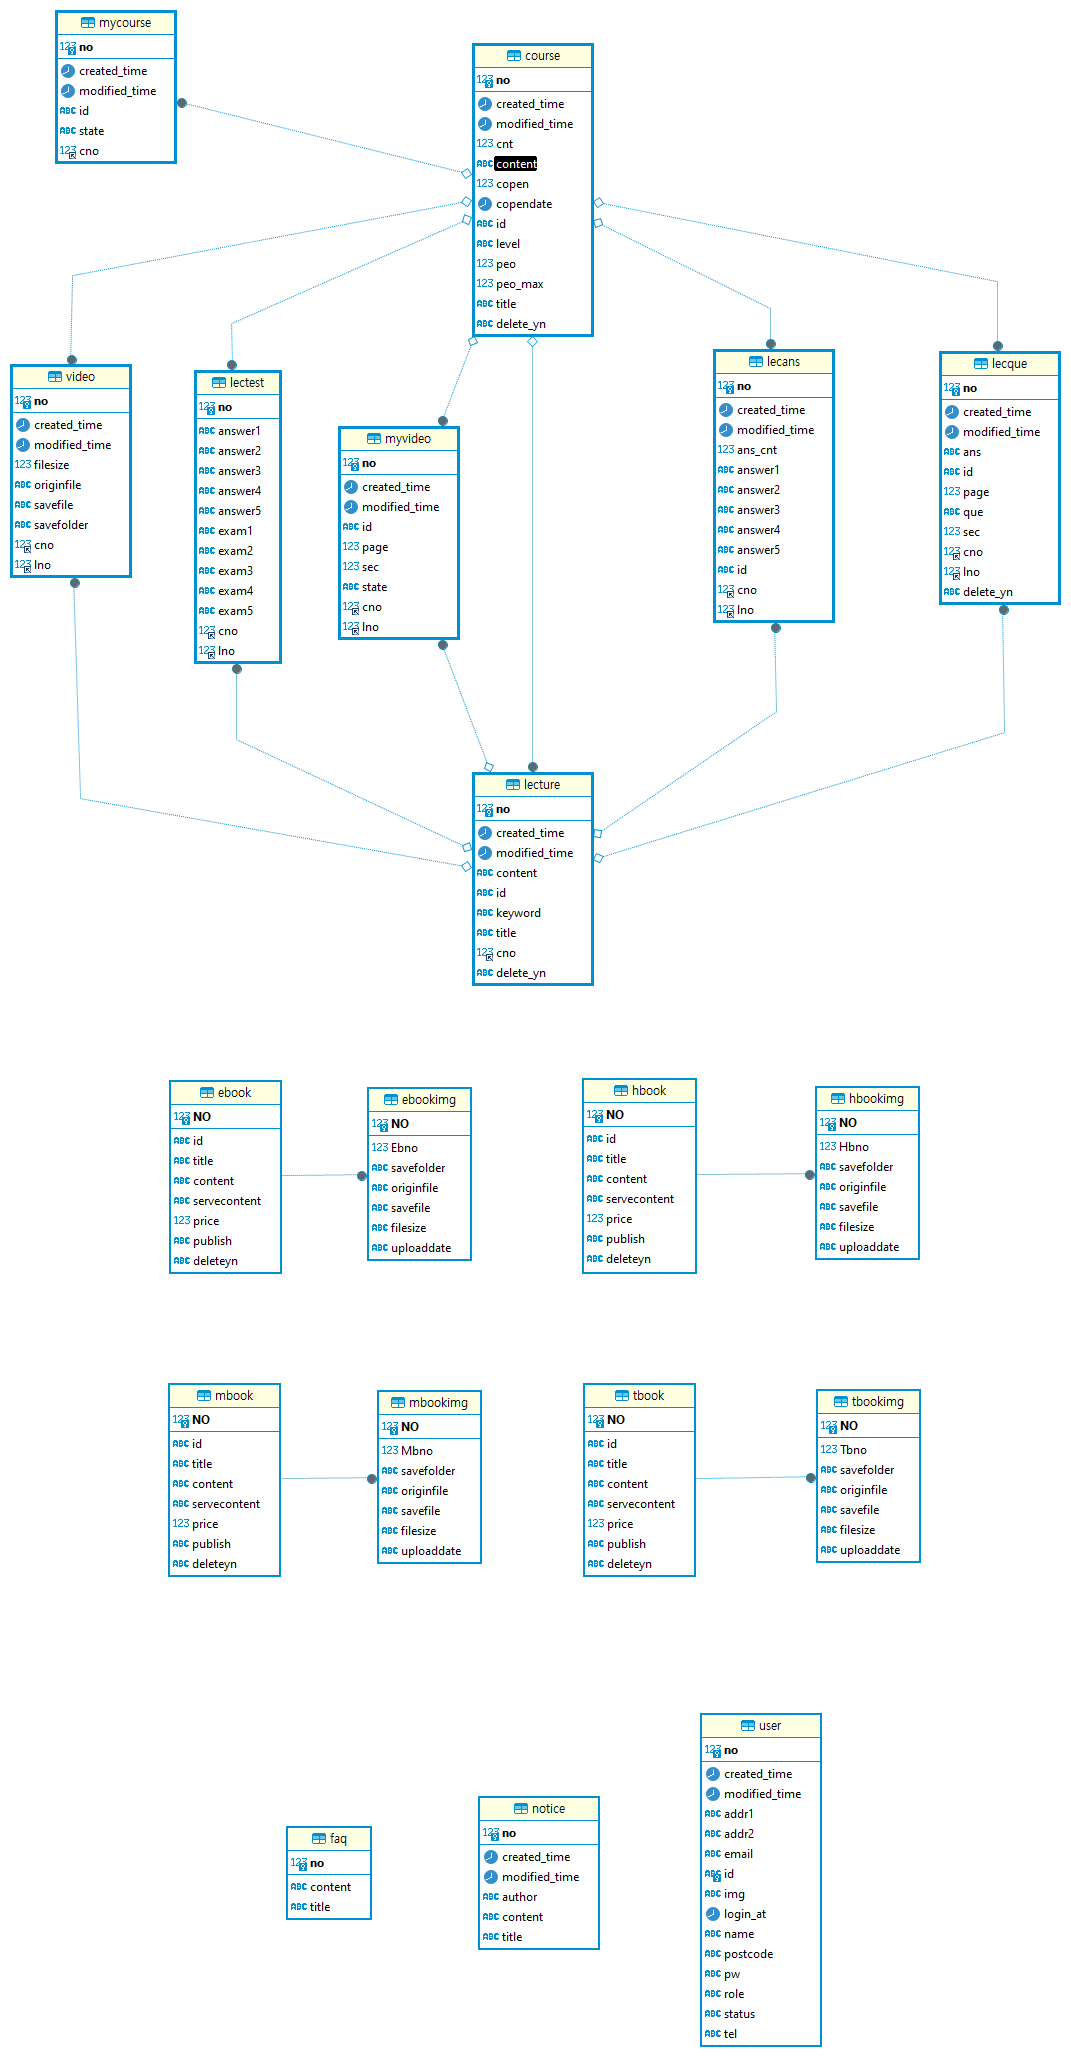 mycourse
123 no
created_time
modified_time
ABC id
ABC state
123 cno
course
123 no
created_time
modified_time
123 cnt
ABC content
123 copen
copendate
ABC id
ABC level
123 peo
123 peo_max
ABC title
ABC delete_yn
video
123 no
created_time
modified_time
123 filesize
ABC originfile
ABC savefile
ABC savefolder
123 cno
123 lno
lectest
123 no
ABC answer1
ABC answer2
ABC answer3
ABC answer4
ABC answer5
ABC exam1
ABC exam2
ABC exam3
ABC exam4
ABC exam5
123 cno
123 lno
myvideo
123 no
created_time
modified_time
ABC id
123 page
123 sec
ABC state
123 cno
123 lno
lecans
123 no
created_time
modified_time
123 ans_cnt
ABC answer1
ABC answer2
ABC answer3
ABC answer4
ABC answer5
ABC id
123 cno
123 lno
lecque
123 no
created_time
modified_time
ABC ans
ABC id
123 page
ABC que
123 sec
123 cno
123 lno
ABC delete_yn
lecture
123 no
created_time
modified_time
ABC content
ABC id
ABC keyword
ABC title
123 cno
ABC delete_yn
ebook
123 NO
ABC id
ABC title
ABC content
ABC servecontent
123 price
ABC publish
ABC deleteyn
ebookimg
123 NO
123 Ebno
ABC savefolder
ABC originfile
ABC savefile
ABC filesize
ABC uploaddate
hbook
123 NO
ABC id
ABC title
ABC content
ABC servecontent
123 price
ABC publish
ABC deleteyn
hbookimg
123 NO
123 Hbno
ABC savefolder
ABC originfile
ABC savefile
ABC filesize
ABC uploaddate
mbook
123 NO
ABC id
ABC title
ABC content
ABC servecontent
123 price
ABC publish
ABC deleteyn
mbookimg
123 NO
123 Mbno
ABC savefolder
ABC originfile
ABC savefile
ABC filesize
ABC uploaddate
tbook
123 NO
ABC id
ABC title
ABC content
ABC servecontent
123 price
ABC publish
ABC deleteyn
tbookimg
123 NO
123 Tbno
ABC savefolder
ABC originfile
ABC savefile
ABC filesize
ABC uploaddate
faq
123 no
ABC content
ABC title
notice
123 no
created_time
modified_time
ABC author
ABC content
ABC title
user
123 no
created_time
modified_time
ABC addr1
ABC addr2
ABC email
ABC id
ABC img
login_at
ABC name
ABC postcode
ABC pw
ABC role
ABC status
ABC tel